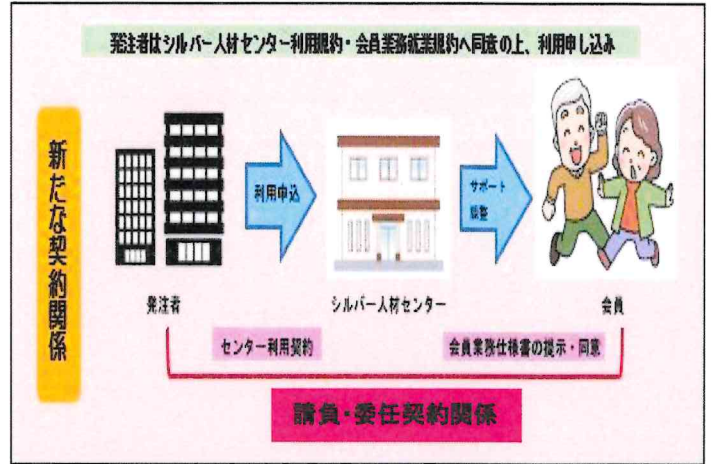 発注者はシルバー人材センター利用規約・会員業務就業規約へ同意の上、利用申し込み
新たな契約関係
利用申込
サポート
調整
発注者
シルバー人材センター
会員
センター利用契約
会員業務仕様書の提示・同意
請負・委任契約関係